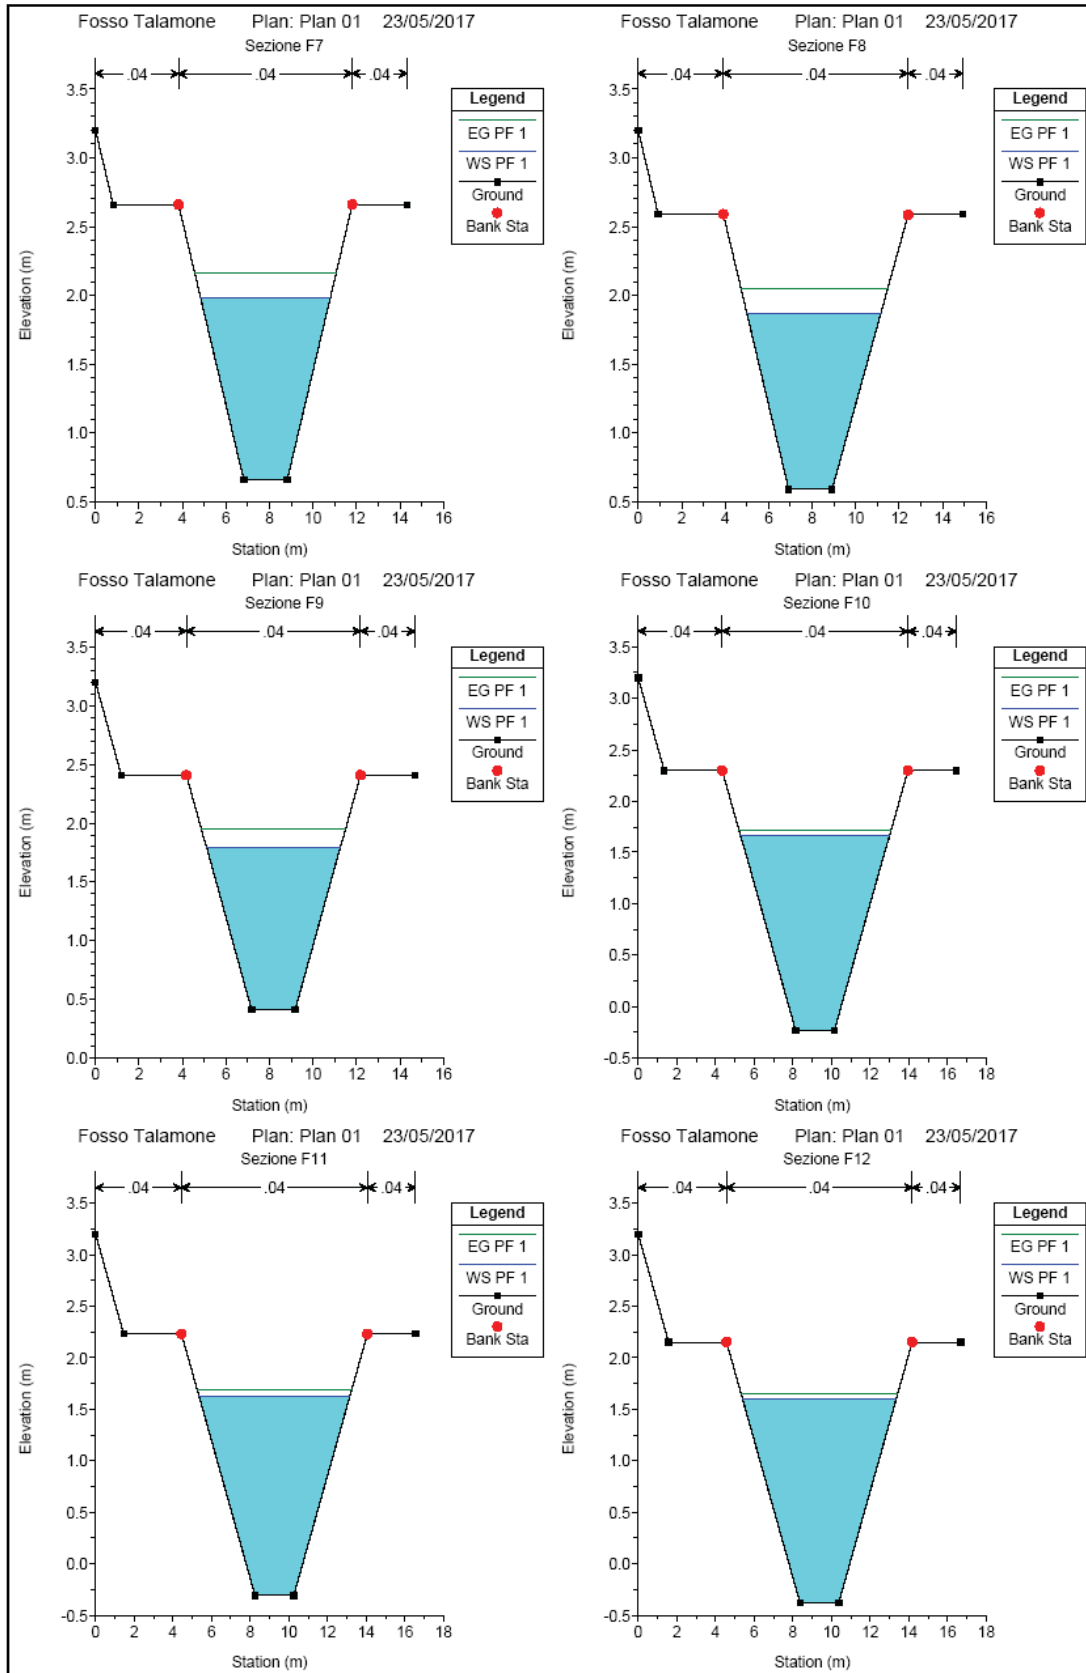 Fosso Talamone Plan: Plan 01 23/05/2017
Sezione F7
.04 .04 .04
3.5
3.0
2.5
2.0
1.5
1.0
0.5
Elevation (m)
0 2 4 6 8 10 12 14 16
Station (m)
Legend
EG PF 1
WS PF 1
Ground
Bank Sta
Fosso Talamone Plan: Plan 01 23/05/2017
Sezione F8
.04 .04 .04
3.5
3.0
2.5
2.0
1.5
1.0
0.5
Elevation (m)
0 2 4 6 8 10 12 14 16
Station (m)
Legend
EG PF 1
WS PF 1
Ground
Bank Sta
Fosso Talamone Plan: Plan 01 23/05/2017
Sezione F9
.04 .04 .04
3.5
3.0
2.5
2.0
1.5
1.0
0.5
0.0
Elevation (m)
0 2 4 6 8 10 12 14 16
Station (m)
Legend
EG PF 1
WS PF 1
Ground
Bank Sta
Fosso Talamone Plan: Plan 01 23/05/2017
Sezione F10
.04 .04 .04
3.5
3.0
2.5
2.0
1.5
1.0
0.5
0.0
-0.5
Elevation (m)
0 2 4 6 8 10 12 14 16 18
Station (m)
Legend
EG PF 1
WS PF 1
Ground
Bank Sta
Fosso Talamone Plan: Plan 01 23/05/2017
Sezione F11
.04 .04 .04
3.5
3.0
2.5
2.0
1.5
1.0
0.5
0.0
-0.5
Elevation (m)
0 2 4 6 8 10 12 14 16 18
Station (m)
Legend
EG PF 1
WS PF 1
Ground
Bank Sta
Fosso Talamone Plan: Plan 01 23/05/2017
Sezione F12
.04 .04 .04
3.5
3.0
2.5
2.0
1.5
1.0
0.5
0.0
-0.5
Elevation (m)
0 2 4 6 8 10 12 14 16 18
Station (m)
Legend
EG PF 1
WS PF 1
Ground
Bank Sta